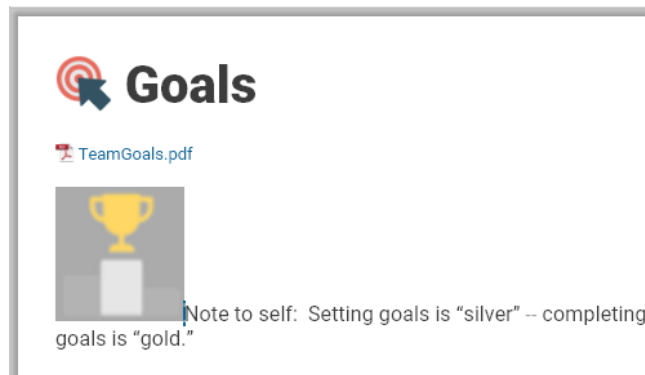 Goals
TeamGoals.pdf
Note to self:  Setting goals is “silver” -- completing
goals is “gold.”